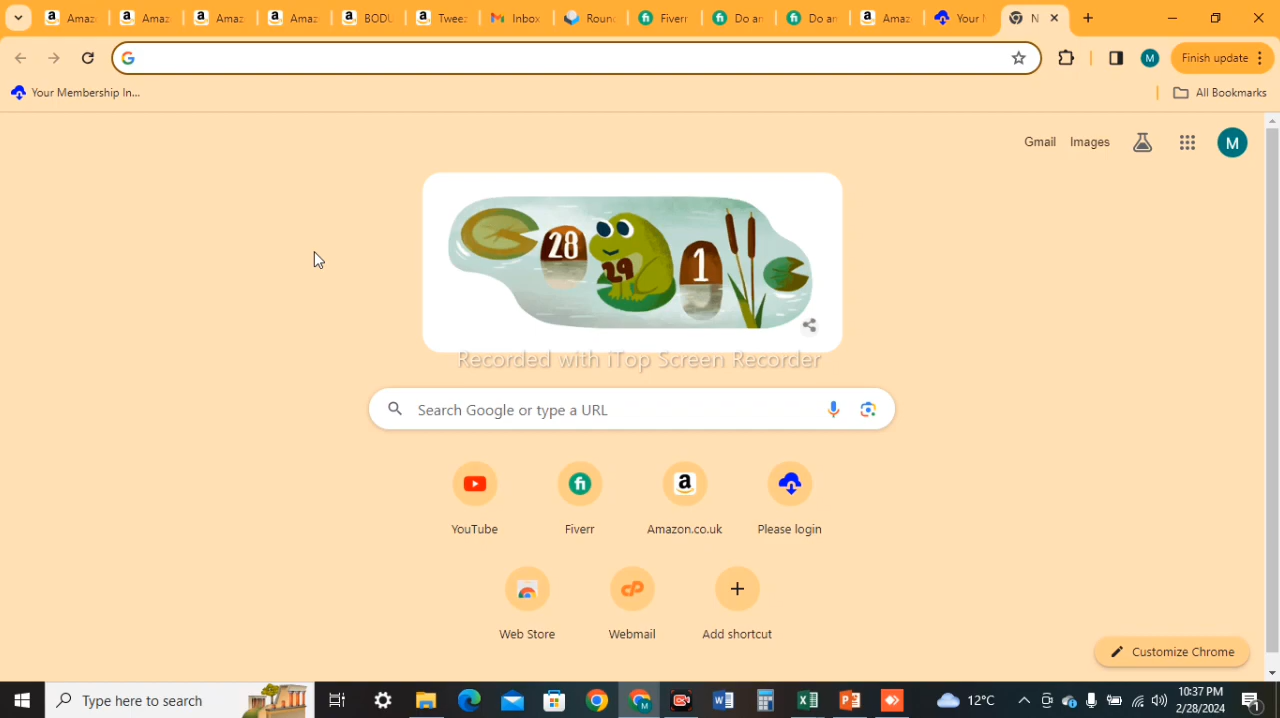 Amaz
Amaz
Amaz
Amaz
BODU
Tweez
Inbox
Roun
Fiverr
Do an
Do an
Amaz
Your M
N
Finish update
Your Membership In...
All Bookmarks
M
Gmail
Images
M
28
29
1
Recorded with iTop Screen Recorder
Search Google or type a URL
YouTube
Fiverr
Amazon.co.uk
Please login
Web Store
Webmail
Add shortcut
Customize Chrome
Type here to search
12°C
10:37 PM
2/28/2024